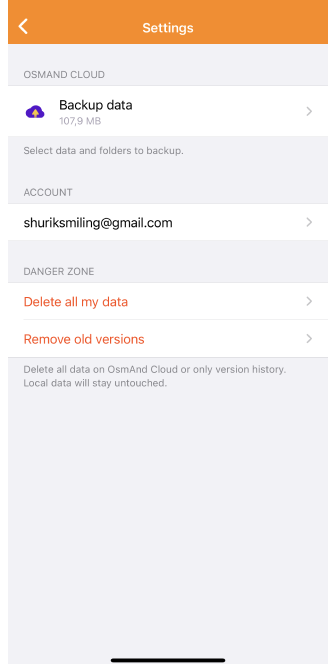 Settings
OSMAND CLOUD
Backup data
107,9 MB
Select data and folders to backup.
ACCOUNT
shuriksmiling@gmail.com
DANGER ZONE
Delete all my data
Remove old versions
Delete all data on OsmAnd Cloud or only version history.
Local data will stay untouched.